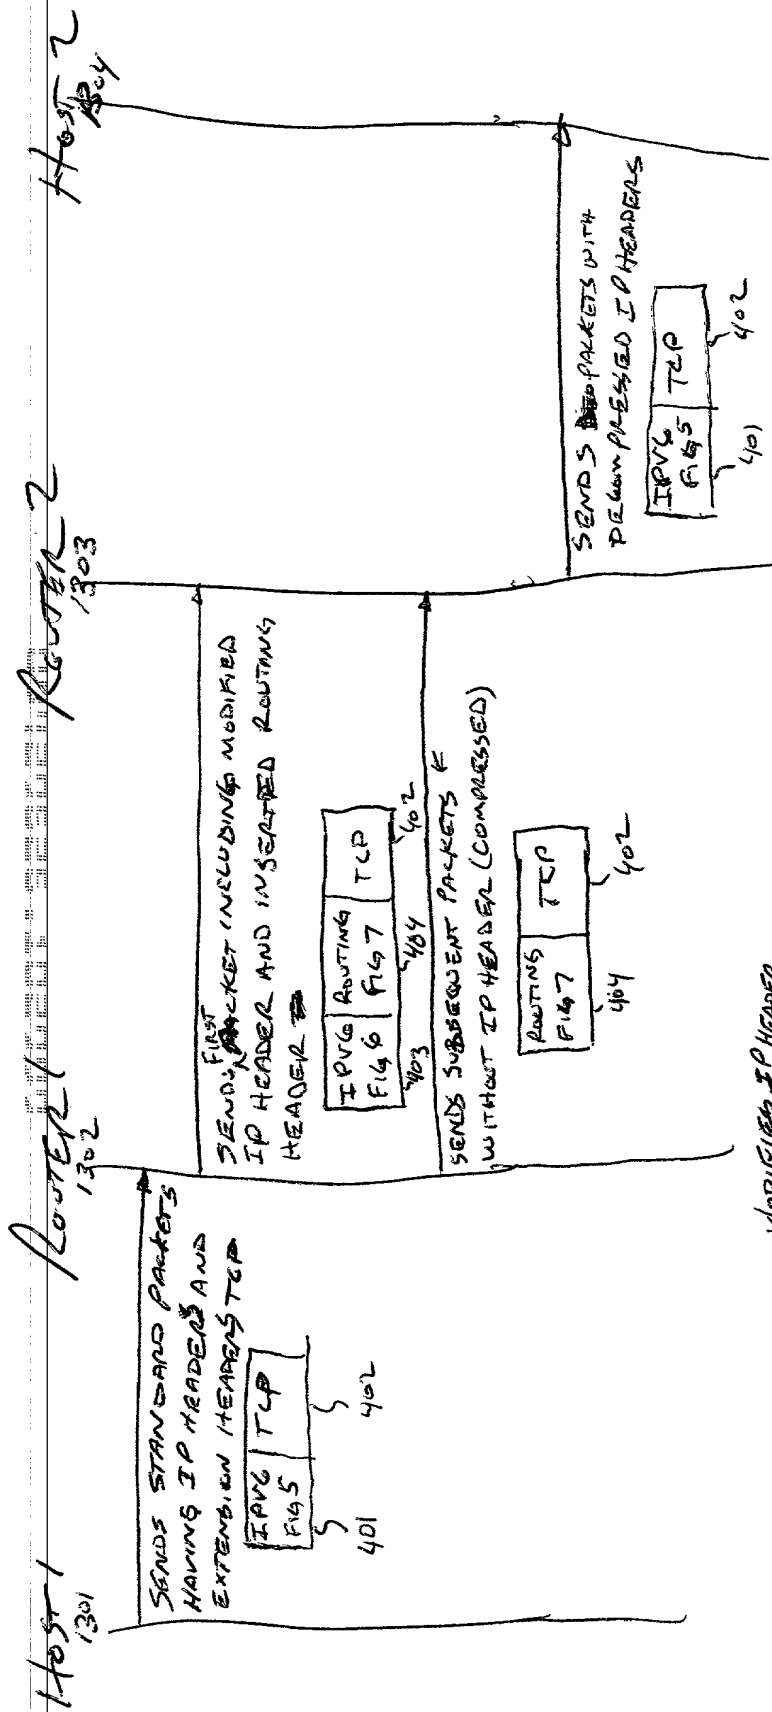 Host 1
1301
Router 1
1302
Router 2
1303
Host 2
1304
SENDS STANDARD PACKETS
HAVING IP HEADERS AND
EXTENSION HEADERS TCP
IPV6 TCP
FIG 5
401 402
SENDS FIRST PACKET INCLUDING MODIFIED
IP HEADER AND INSERTED ROUTING
HEADER
IPV6 ROUTING TCP
FIG 6 FIG 7
403 404 402
SENDS SUBSEQUENT PACKETS
WITHOUT IP HEADER (COMPRESSED)
ROUTING TCP
FIG 7
404 402
SENDS PACKETS WITH
DECOMPRESSED IP HEADERS
IPV6 TCP
FIG 5
401 402
IP HEADER